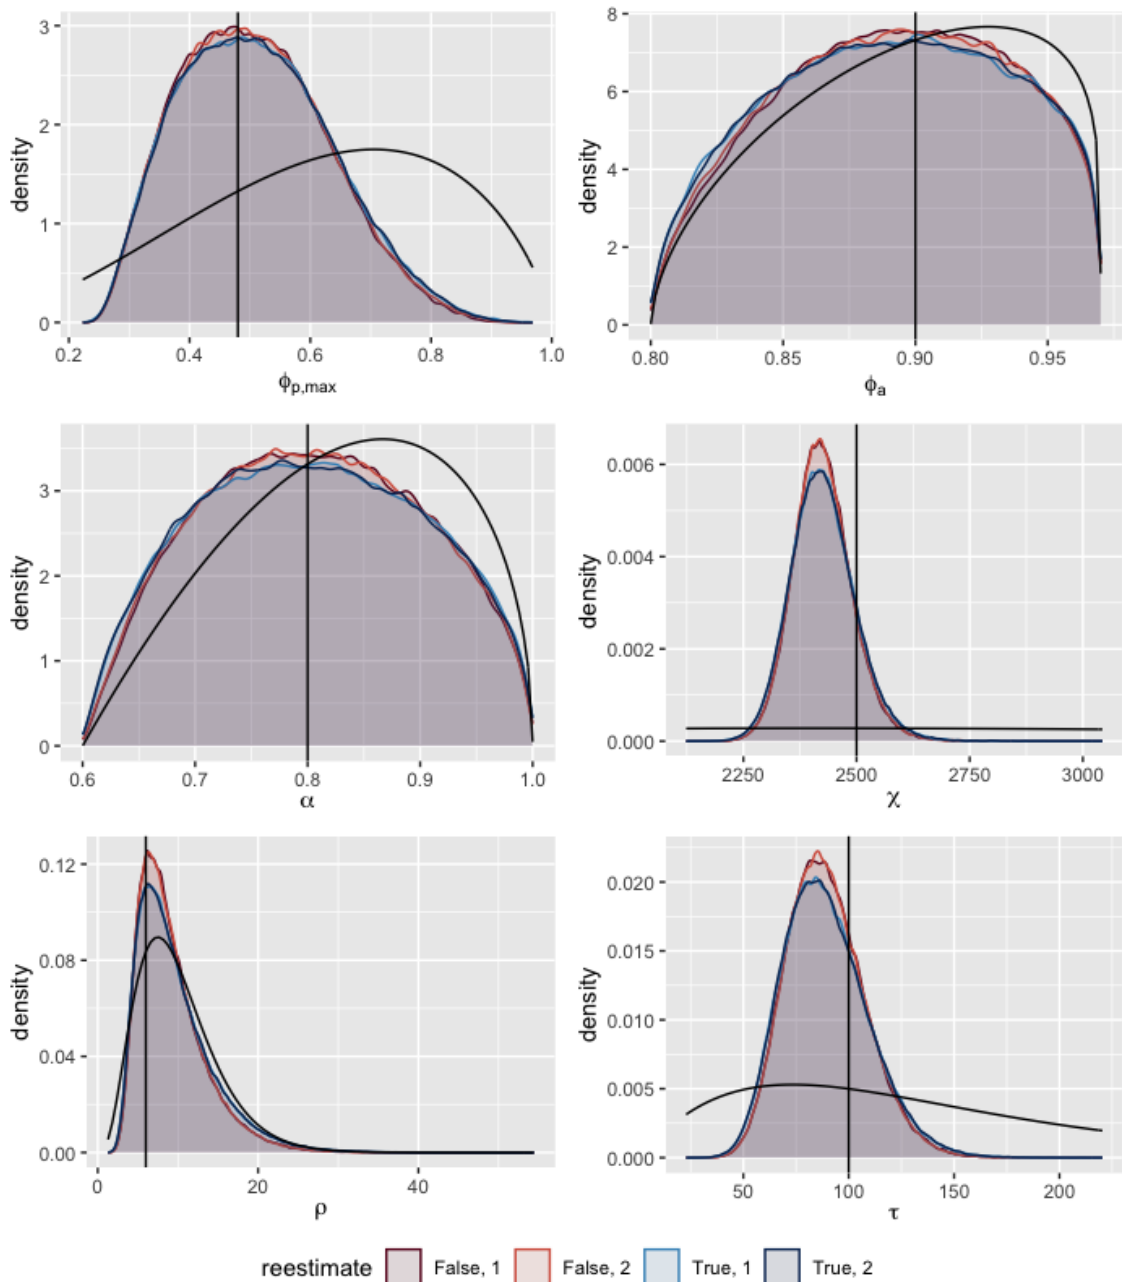 density
3
2
1
0
0.2 0.4 0.6 0.8 1.0
ϕp,max
density
8
6
4
2
0
0.80 0.85 0.90 0.95
ϕa
density
3
2
1
0
0.6 0.7 0.8 0.9 1.0
α
density
0.006
0.004
0.002
0.000
2250 2500 2750 3000
χ
density
0.12
0.08
0.04
0.00
0 20 40
ρ
density
0.020
0.015
0.010
0.005
0.000
50 100 150 200
τ
reestimate False, 1 False, 2 True, 1 True, 2